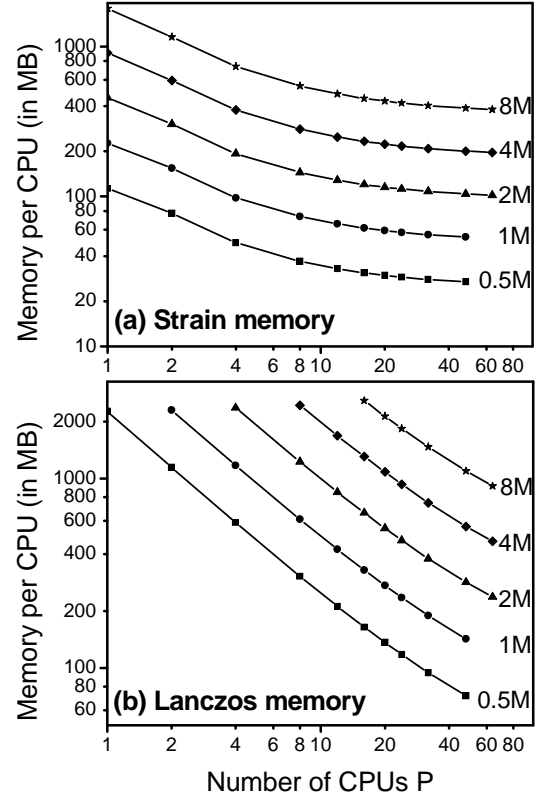 Memory per CPU (in MB)
1000
800
600
400
200
100
80
60
40
20
10
8M
4M
2M
1M
0.5M
(a) Strain memory
1 2 4 6 8 10 20 40 60 80
Memory per CPU (in MB)
2000
1000
800
600
400
200
100
80
60
8M
4M
2M
1M
0.5M
(b) Lanczos memory
1 2 4 6 8 10 20 40 60 80
Number of CPUs P